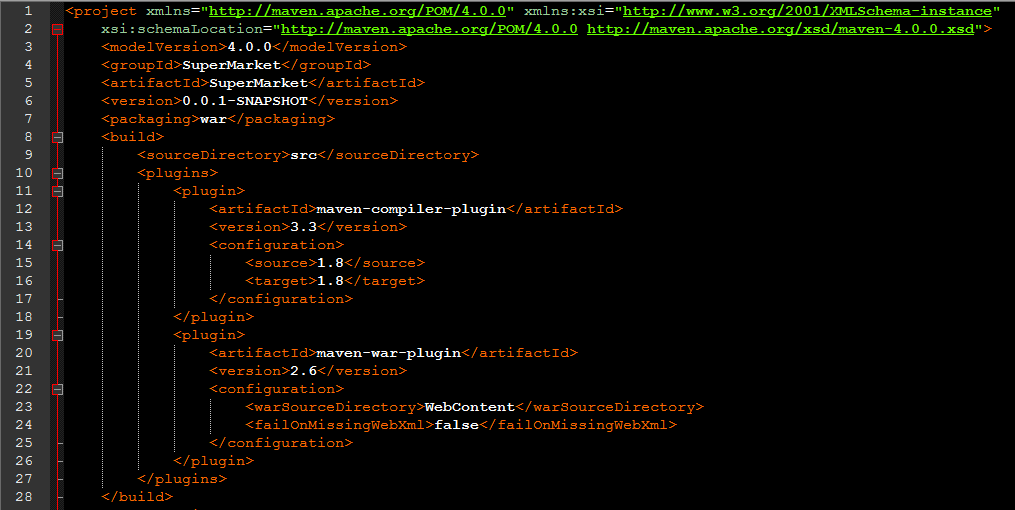 1 <project xmlns="http://maven.apache.org/POM/4.0.0" xmlns:xsi="http://www.w3.org/2001/XMLSchema-instance"
2 xsi:schemaLocation="http://maven.apache.org/POM/4.0.0 http://maven.apache.org/xsd/maven-4.0.0.xsd">
3 <modelVersion>4.0.0</modelVersion>
4 <groupId>SuperMarket</groupId>
5 <artifactId>SuperMarket</artifactId>
6 <version>0.0.1-SNAPSHOT</version>
7 <packaging>war</packaging>
8 <build>
9 <sourceDirectory>src</sourceDirectory>
10 <plugins>
11 <plugin>
12 <artifactId>maven-compiler-plugin</artifactId>
13 <version>3.3</version>
14 <configuration>
15 <source>1.8</source>
16 <target>1.8</target>
17 </configuration>
18 </plugin>
19 <plugin>
20 <artifactId>maven-war-plugin</artifactId>
21 <version>2.6</version>
22 <configuration>
23 <warSourceDirectory>WebContent</warSourceDirectory>
24 <failOnMissingWebXml>false</failOnMissingWebXml>
25 </configuration>
26 </plugin>
27 </plugins>
28 </build>